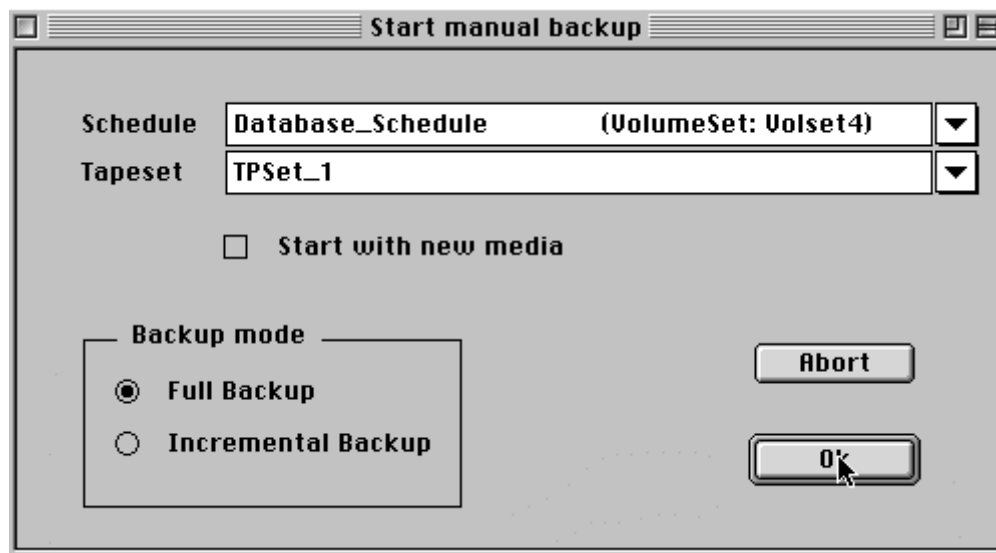 Start manual backup
Schedule Database_Schedule (VolumeSet: Volset4)
Tapeset TPSet_1
Start with new media
Backup mode
Full Backup
Incremental Backup
Abort
Ok